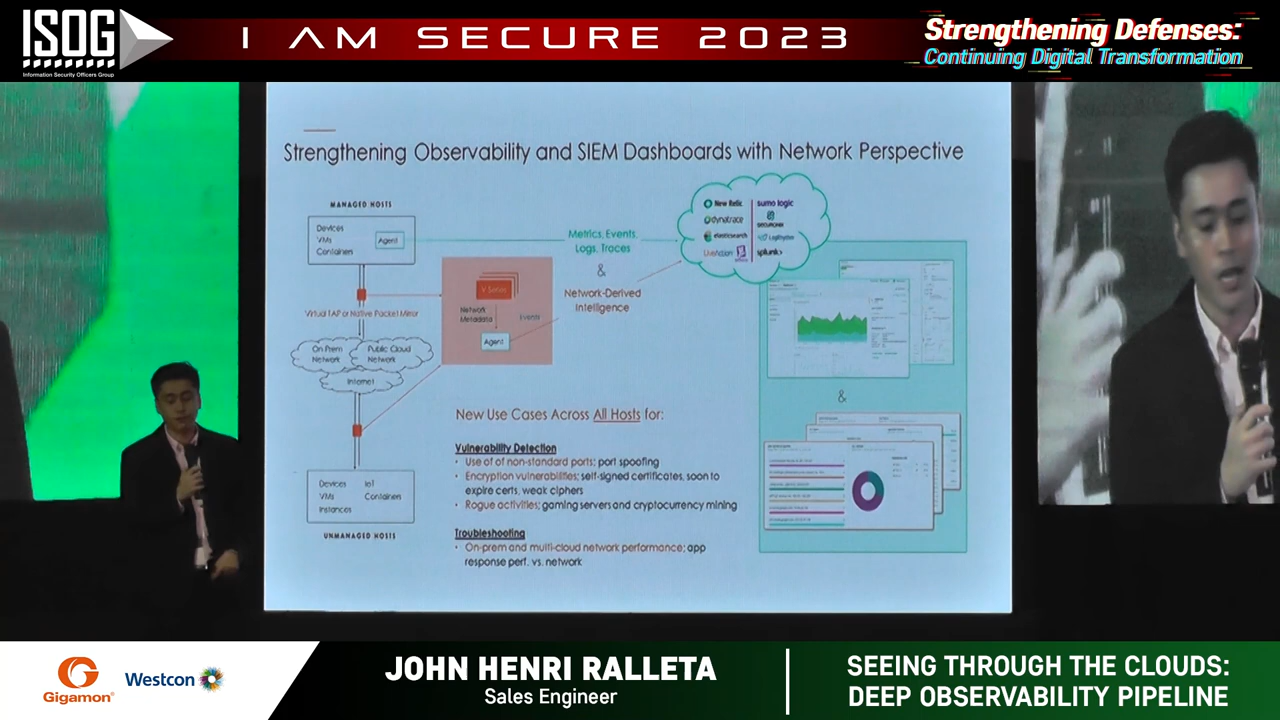 ISOG
Information Security Officers Group
I AM SECURE 2023
Strengthening Defenses:
Continuing Digital Transformation
Strengthening Observability and SIEM Dashboards with Network Perspective
MANAGED HOSTS
Devices
VMs
Containers
Agent
Metrics, Events,
Logs, Traces
&
Network-Derived
Intelligence
New Relic
dynatrace
elasticsearch
LiveAction
sumo logic
SECURONIX
LogRhythm
splunk>
V Series
Network
Metadata
Events
Agent
Virtual TAP or Native Packet Mirror
On Prem
Network
Public Cloud
Network
Internet
Devices IoT
VMs Containers
Instances
UNMANAGED HOSTS
New Use Cases Across All Hosts for:
Vulnerability Detection
• Use of of non-standard ports; port spoofing
• Encryption vulnerabilities; self-signed certificates, soon to
expire certs, weak ciphers
• Rogue activities; gaming servers and cryptocurrency mining
Troubleshooting
• On-prem and multi-cloud network performance; app
response perf. vs. network
&
Gigamon®
Westcon
JOHN HENRI RALLETA
Sales Engineer
SEEING THROUGH THE CLOUDS:
DEEP OBSERVABILITY PIPELINE